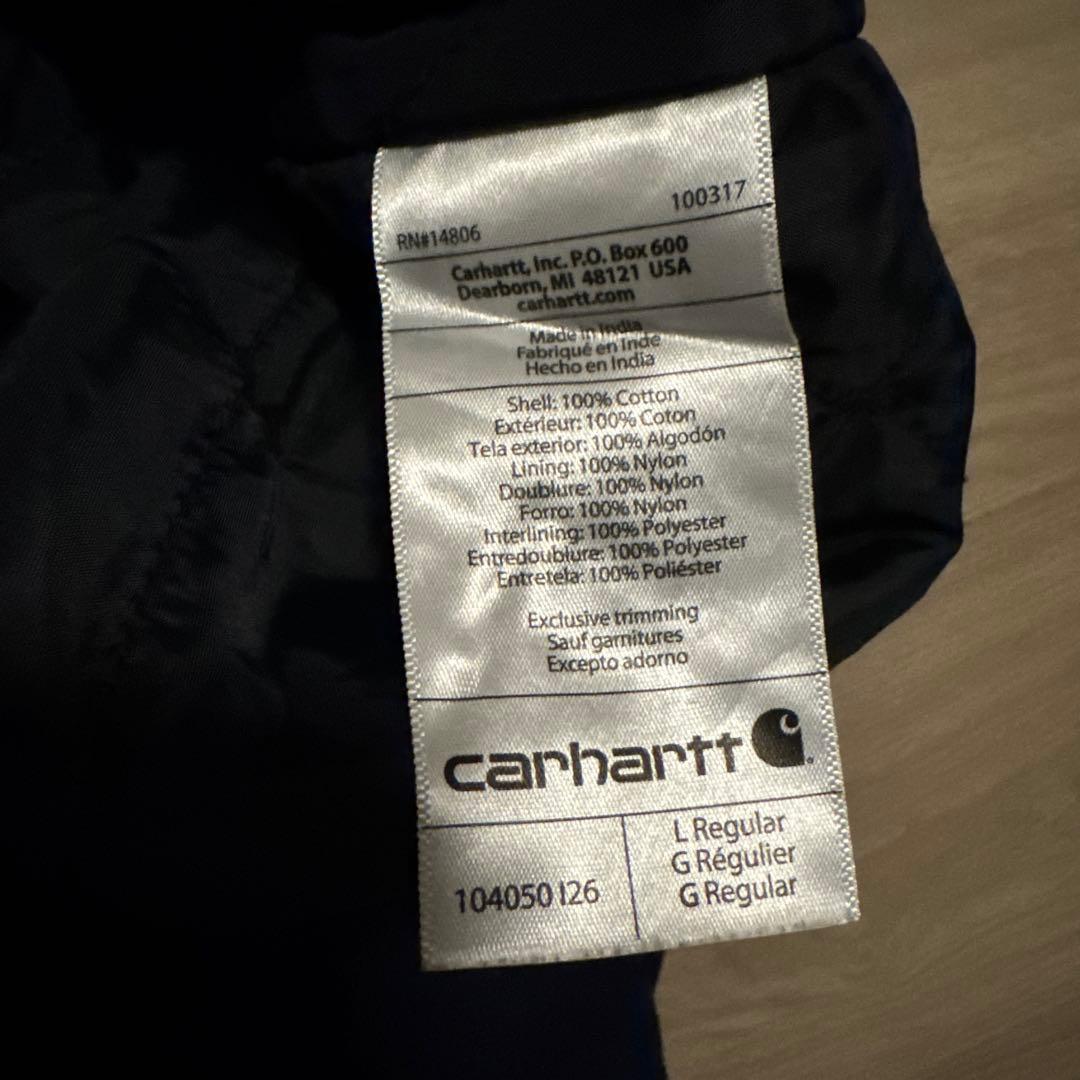 100317
RN#14806
Carhartt, Inc. P.O. Box 600
Dearborn, MI 48121 USA
carhartt.com
Made in India
Fabriqué en Inde
Hecho en India
Shell: 100% Cotton
Extérieur: 100% Coton
Tela exterior: 100% Algodón
Lining: 100% Nylon
Doublure: 100% Nylon
Forro: 100% Nylon
Interlining: 100% Polyester
Entredoublure: 100% Polyester
Entretela: 100% Poliéster
Exclusive trimming
Sauf garnitures
Excepto adorno
carhartt
104050 I26
L Regular
G Régulier
G Regular